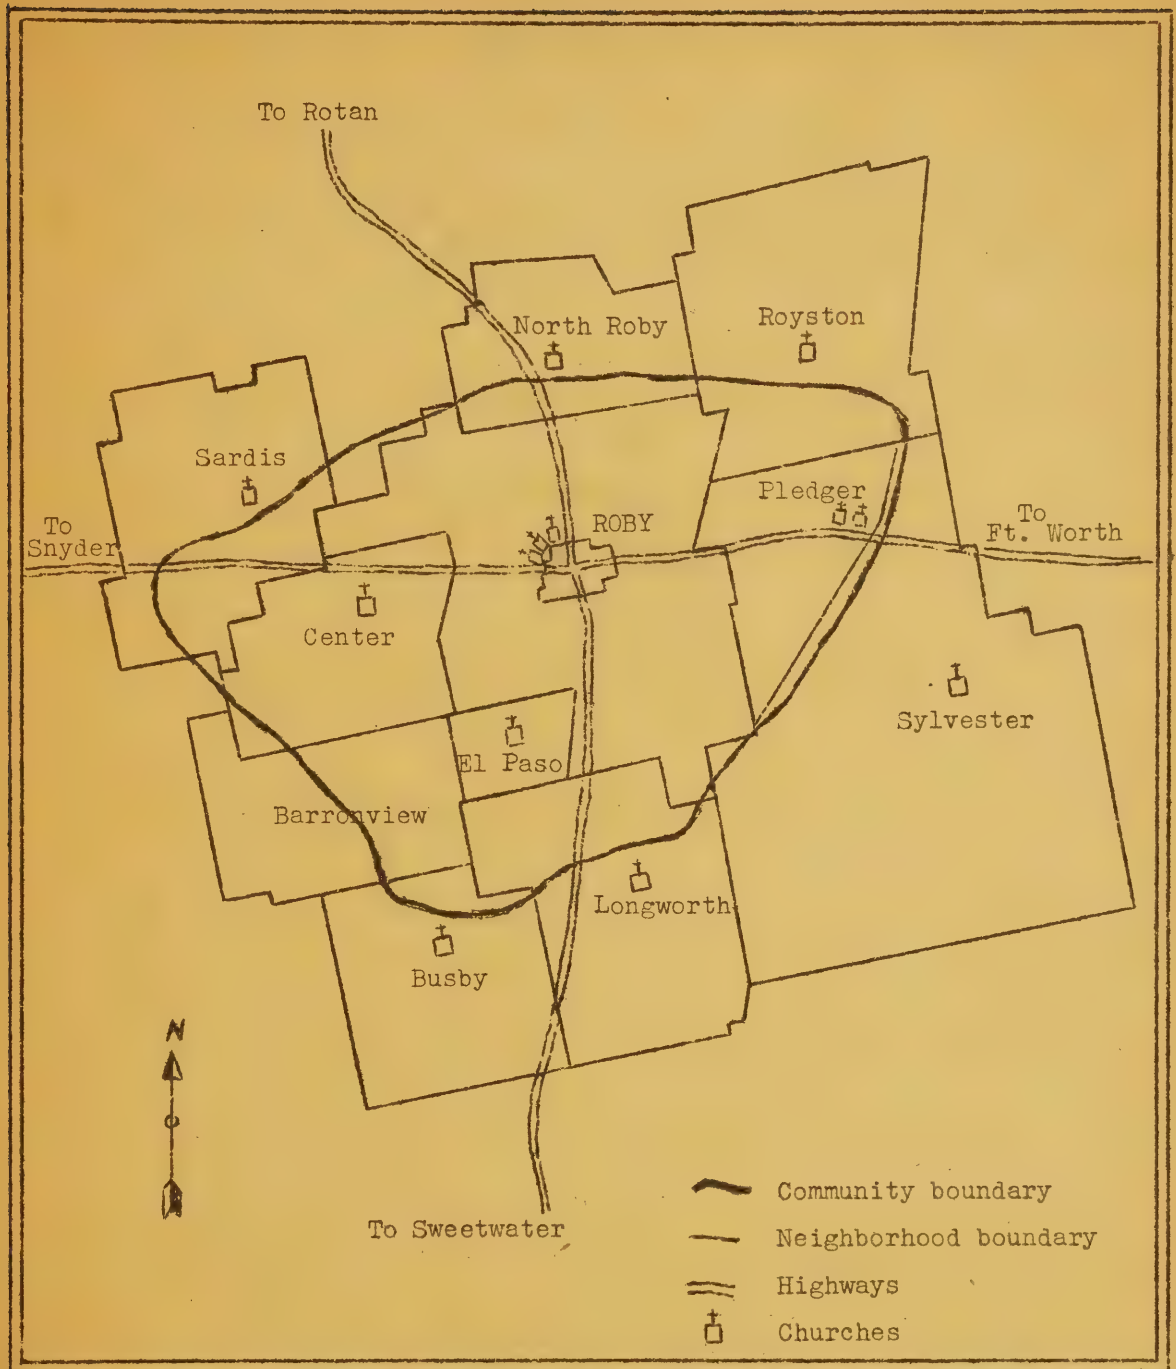 To Rotan
North Roby
Royston
Sardis
Pledger
To
Snyder
ROBY
To
Ft. Worth
Center
Sylvester
El Paso
Barronview
Longworth
Busby
N
To Sweetwater
Community boundary
Neighborhood boundary
Highways
Churches